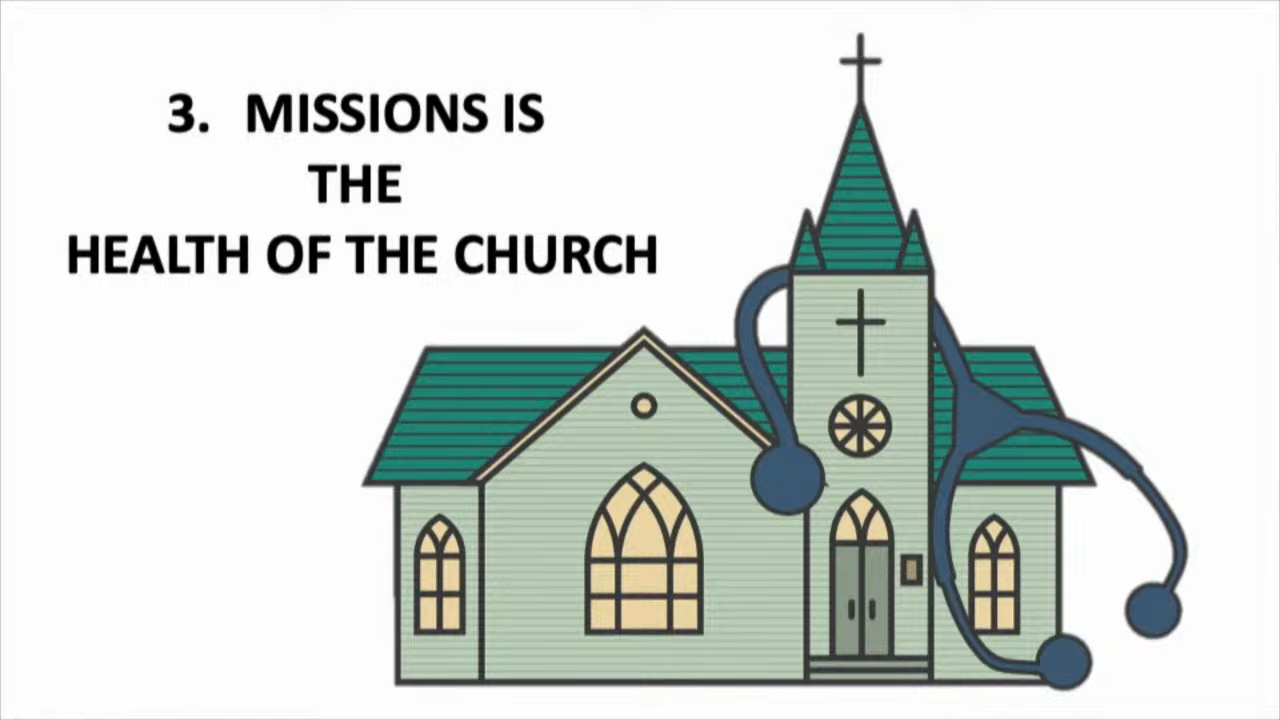 3. MISSIONS IS
THE
HEALTH OF THE CHURCH